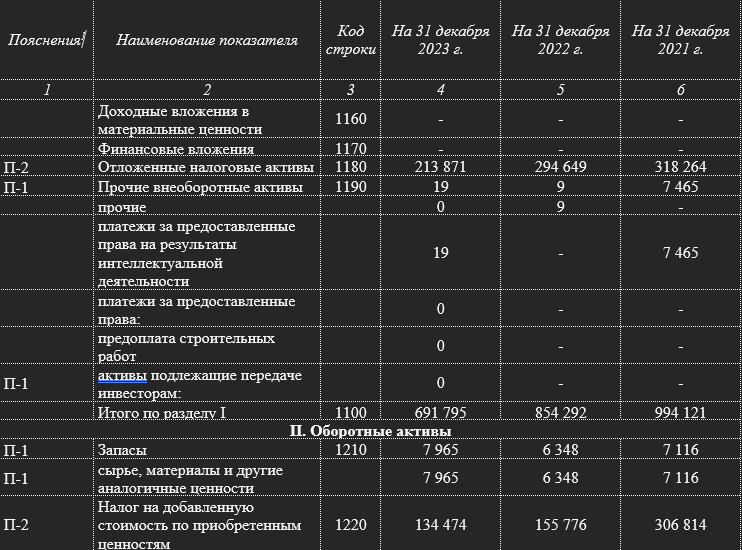 Пояснения¹ Наименование показателя Код строки На 31 декабря 2023 г. На 31 декабря 2022 г. На 31 декабря 2021 г.
1 2 3 4 5 6
Доходные вложения в
материальные ценности 1160 - - -
Финансовые вложения 1170 - - -
П-2 Отложенные налоговые активы 1180 213 871 294 649 318 264
П-1 Прочие внеоборотные активы 1190 19 9 7 465
прочие 0 9 -
платежи за предоставленные
права на результаты
интеллектуальной 19 - 7 465
деятельности
платежи за предоставленные
права: 0 - -
предоплата строительных
работ 0 - -
П-1 активы подлежащие передаче
инвесторам: 0 - -
Итого по разделу I 1100 691 795 854 292 994 121
II. Оборотные активы
П-1 Запасы 1210 7 965 6 348 7 116
П-1 сырье, материалы и другие
аналогичные ценности 7 965 6 348 7 116
Налог на добавленную
П-2 стоимость по приобретенным 1220 134 474 155 776 306 814
ценностям